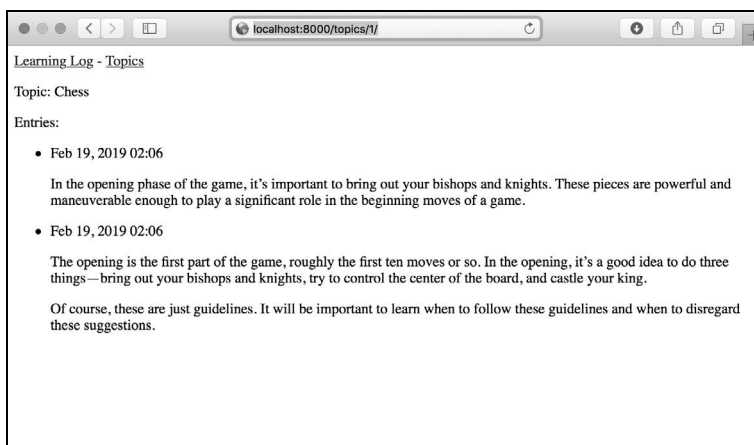 localhost:8000/topics/1/
Learning Log - Topics
Topic: Chess
Entries:
• Feb 19, 2019 02:06
In the opening phase of the game, it’s important to bring out your bishops and knights. These pieces are powerful and
maneuverable enough to play a significant role in the beginning moves of a game.
• Feb 19, 2019 02:06
The opening is the first part of the game, roughly the first ten moves or so. In the opening, it’s a good idea to do three
things—bring out your bishops and knights, try to control the center of the board, and castle your king.
Of course, these are just guidelines. It will be important to learn when to follow these guidelines and when to disregard
these suggestions.